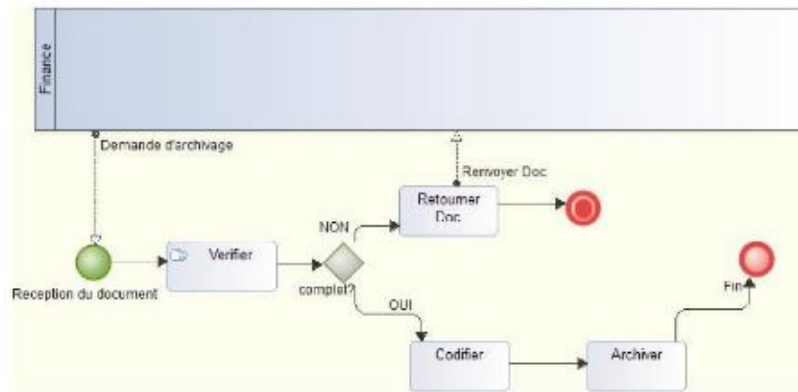 Finance
Demande d'archivage
Renvoyer Doc
Retourner
Doc
NON
Verifier
Reception du document
complet?
OUI
Fin
Codifier
Archiver